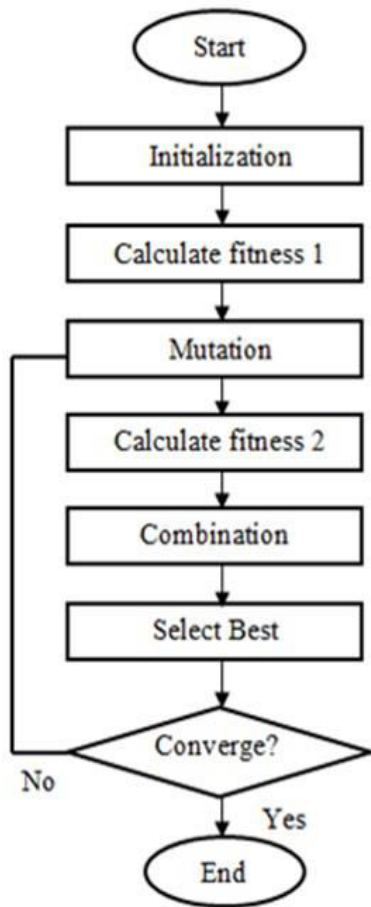 Start
Initialization
Calculate fitness 1
Mutation
Calculate fitness 2
Combination
Select Best
Converge?
No
Yes
End